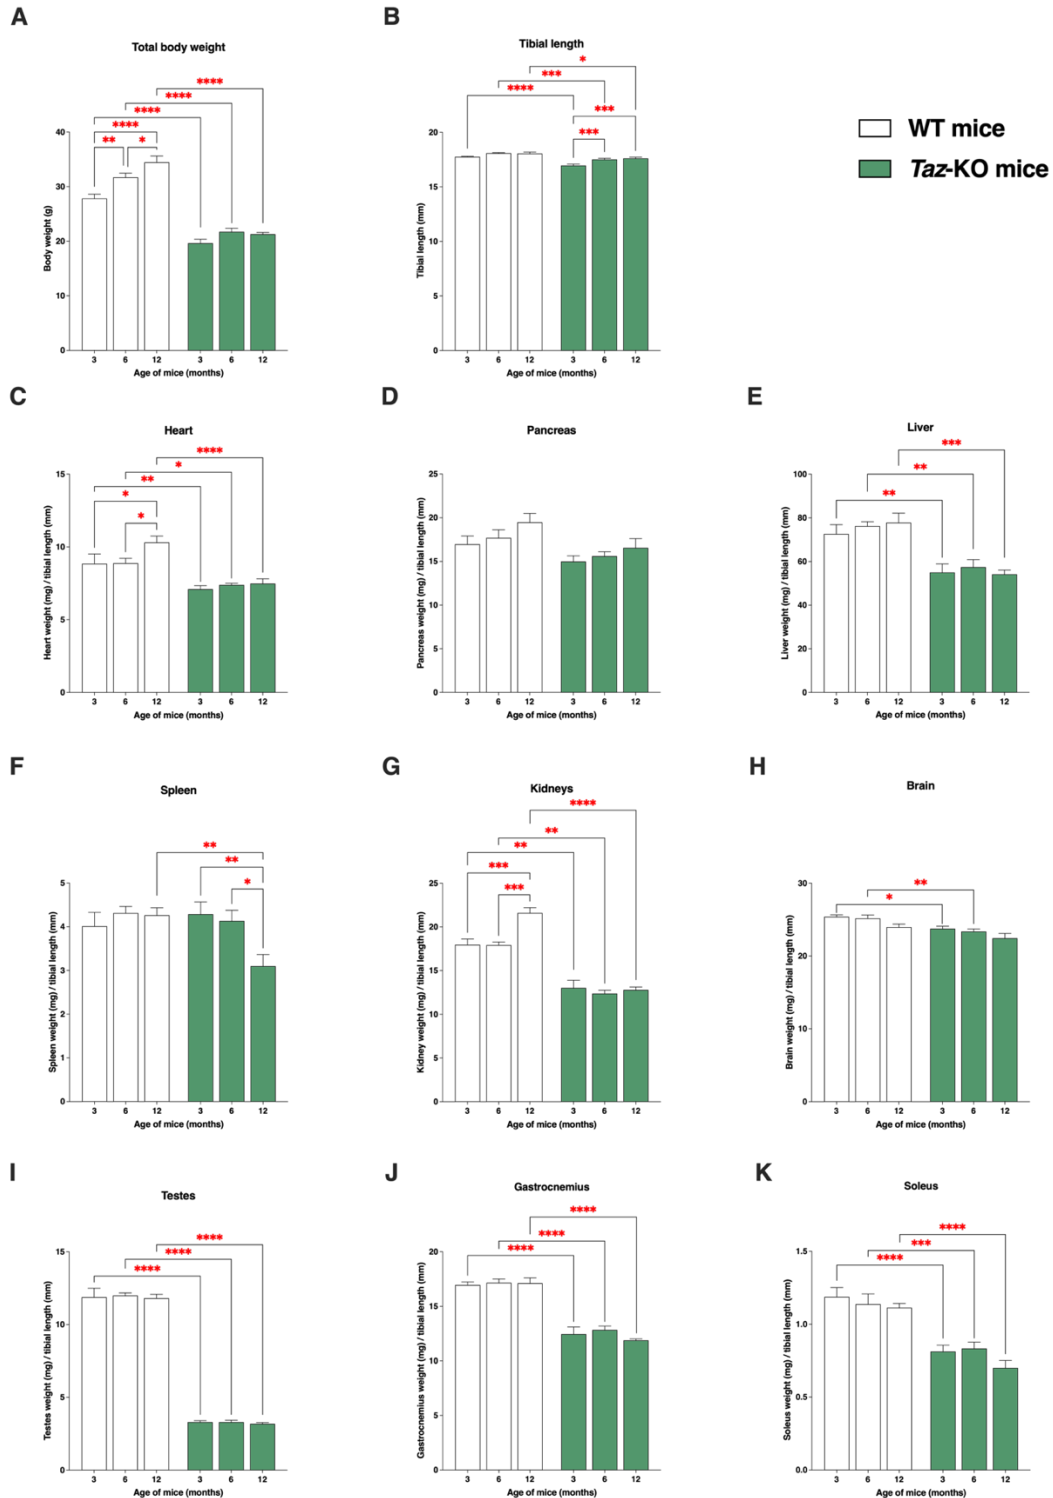 A
Total body weight
****
****
****
****
**
*
Body weight (g)
40
30
20
10
0
3 6 12 3 6 12
Age of mice (months)
B
Tibial length
*
***
****
***
***
Tibial length (mm)
20
15
10
5
0
3 6 12 3 6 12
Age of mice (months)
WT mice
Taz-KO mice
C
Heart
****
*
**
*
*
Heart weight (mg) / tibial length (mm)
15
10
5
0
3 6 12 3 6 12
Age of mice (months)
D
Pancreas
Pancreas weight (mg) / tibial length (mm)
25
20
15
10
5
0
3 6 12 3 6 12
Age of mice (months)
E
Liver
***
**
**
Liver weight (mg) / tibial length (mm)
100
80
60
40
20
0
3 6 12 3 6 12
Age of mice (months)
F
Spleen
**
**
*
Spleen weight (mg) / tibial length (mm)
5
4
3
2
1
0
3 6 12 3 6 12
Age of mice (months)
G
Kidneys
****
**
**
***
***
Kidney weight (mg) / tibial length (mm)
25
20
15
10
5
0
3 6 12 3 6 12
Age of mice (months)
H
Brain
**
*
Brain weight (mg) / tibial length (mm)
30
20
10
0
3 6 12 3 6 12
Age of mice (months)
I
Testes
****
****
****
Testes weight (mg) / tibial length (mm)
15
10
5
0
3 6 12 3 6 12
Age of mice (months)
J
Gastrocnemius
****
****
****
Gastrocnemius weight (mg) / tibial length (mm)
20
15
10
5
0
3 6 12 3 6 12
Age of mice (months)
K
Soleus
****
***
****
Soleus weight (mg) / tibial length (mm)
1.5
1.0
0.5
0.0
3 6 12 3 6 12
Age of mice (months)